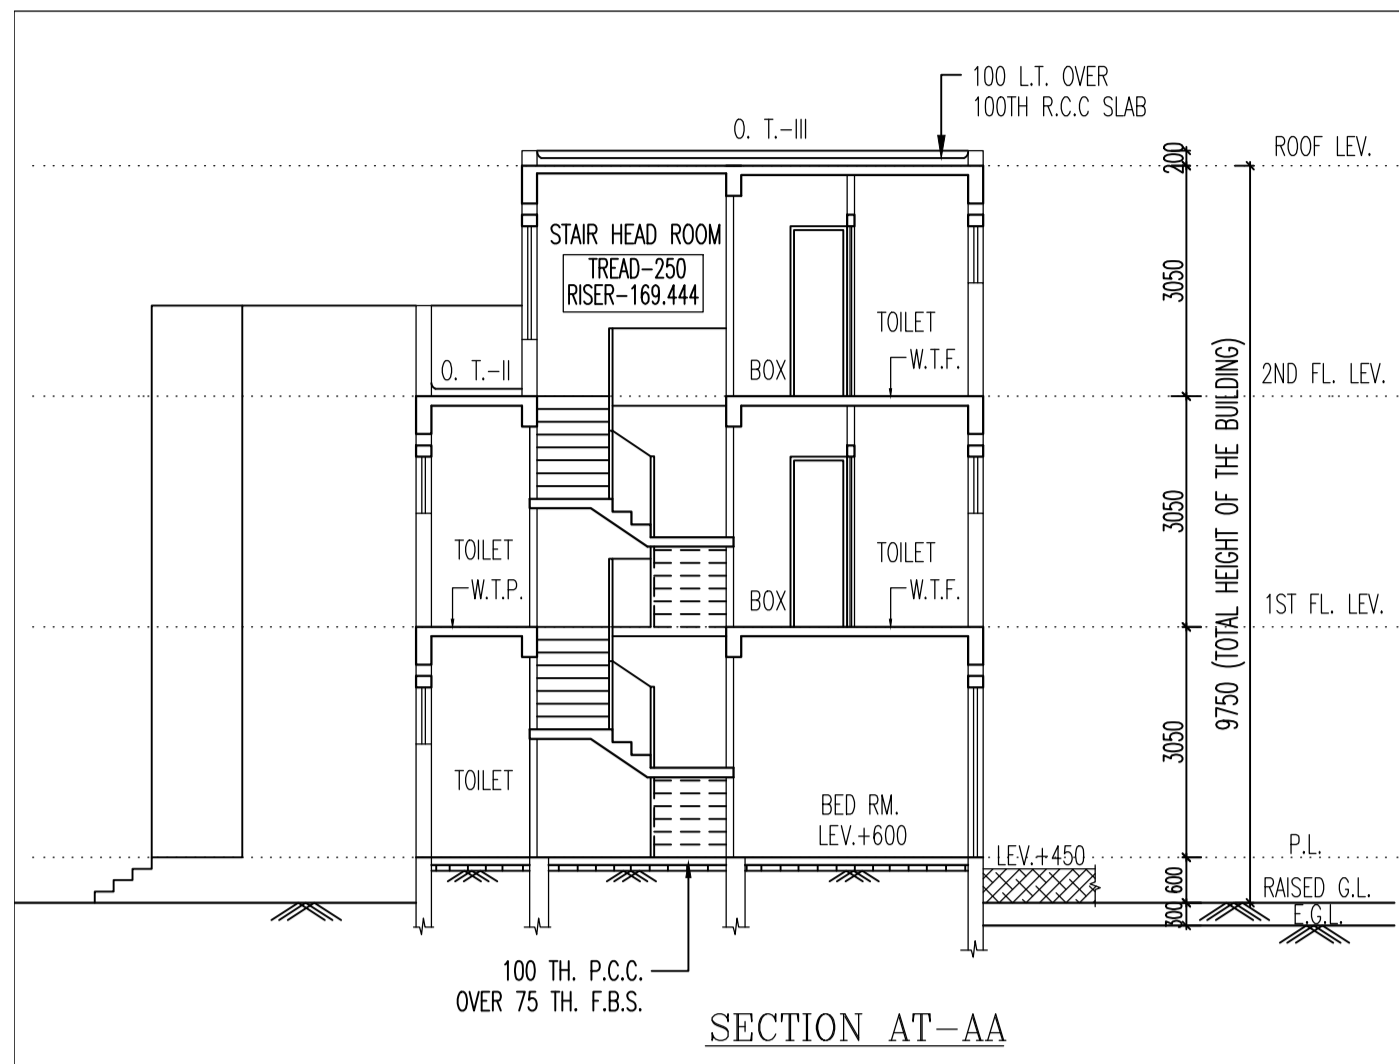 100 L.T. OVER
100TH R.C.C SLAB
O. T.-III
ROOF LEV.
200
STAIR HEAD ROOM
TREAD-250
RISER-169.444
3050
TOILET
W.T.F.
BOX
O. T.-II
2ND FL. LEV.
9750 (TOTAL HEIGHT OF THE BUILDING)
3050
TOILET
W.T.P.
TOILET
W.T.F.
BOX
1ST FL. LEV.
3050
TOILET
BED RM.
LEV.+600
LEV.+450
P.L.
600
RAISED G.L.
300
E.G.L.
100 TH. P.C.C.
OVER 75 TH. F.B.S.
SECTION AT-AA